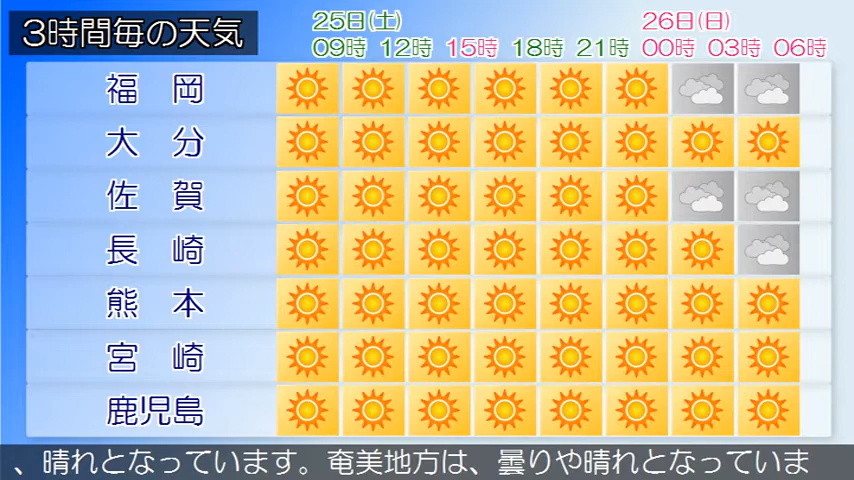 3時間毎の天気
25日(土) 26日(日)
09時 12時 15時 18時 21時 00時 03時 06時
福岡
大分
佐賀
長崎
熊本
宮崎
鹿児島
、晴れとなっています。奄美地方は、曇りや晴れとなっていま